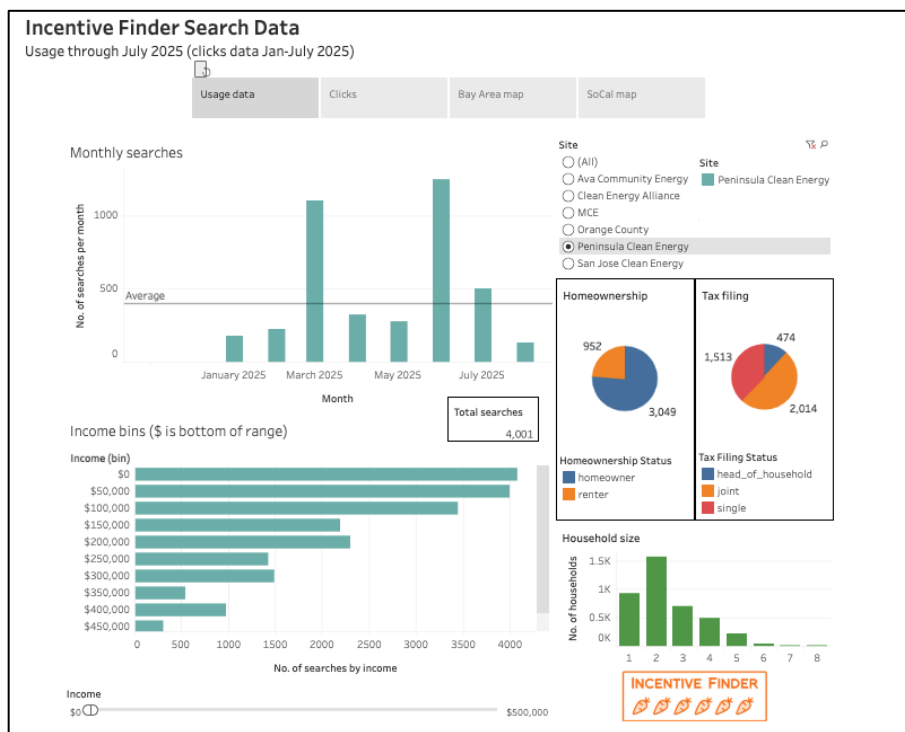 Incentive Finder Search Data
Usage through July 2025 (clicks data Jan-July 2025)
Usage data
Clicks
Bay Area map
SoCal map
Monthly searches
No. of searches per month
1000
500
0
Average
January 2025
March 2025
May 2025
July 2025
Month
Site
(All)
Ava Community Energy
Clean Energy Alliance
MCE
Orange County
Peninsula Clean Energy
San Jose Clean Energy
Site
Peninsula Clean Energy
Homeownership
952
3,049
Homeownership Status
homeowner
renter
Tax filing
474
1,513
2,014
Tax Filing Status
head_of_household
joint
single
Total searches
4,001
Income bins ($ is bottom of range)
Income (bin)
$0
$50,000
$100,000
$150,000
$200,000
$250,000
$300,000
$350,000
$400,000
$450,000
0
500
1000
1500
2000
2500
3000
3500
4000
No. of searches by income
Income
$0
$500,000
Household size
No. of households
1.5K
1K
0.5K
0K
1
2
3
4
5
6
7
8
INCENTIVE FINDER